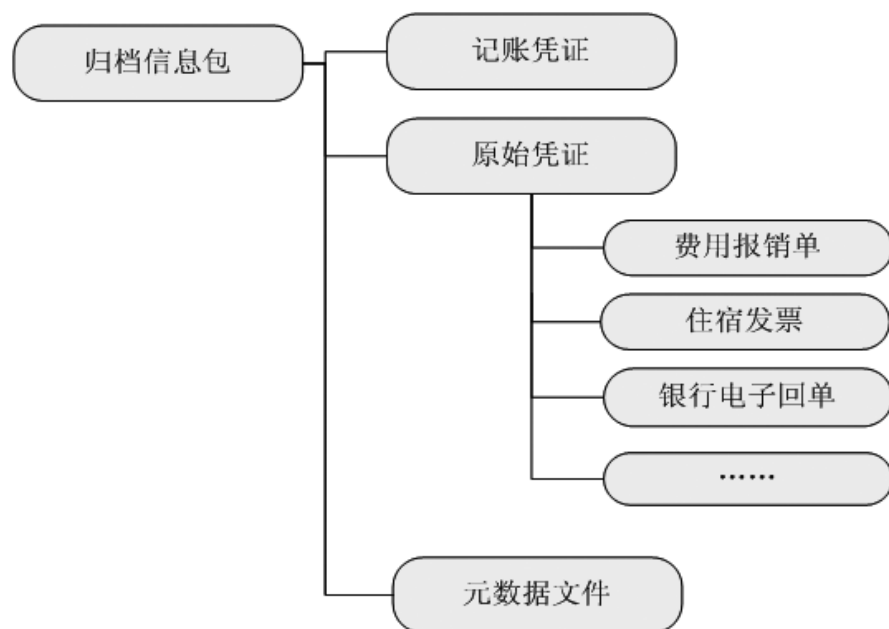 归档信息包
记账凭证
原始凭证
费用报销单
住宿发票
银行电子回单
……
元数据文件